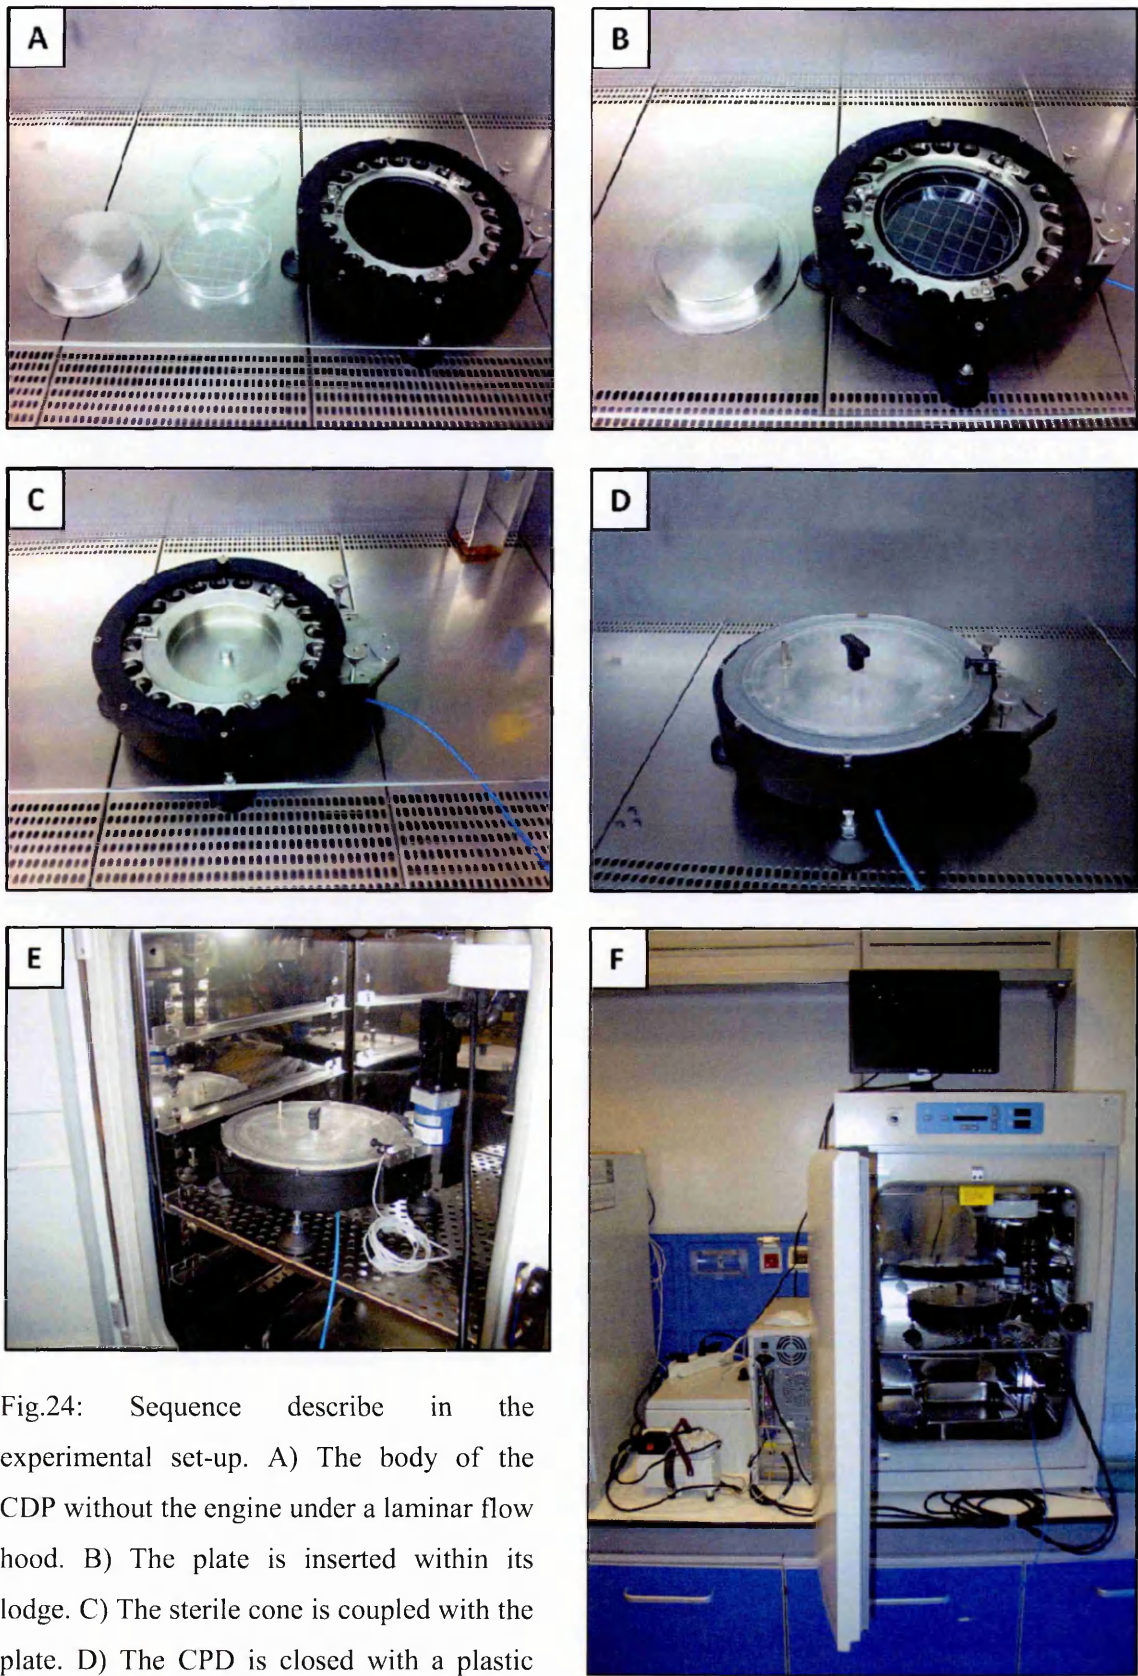 A
B
C
D
E
F
Fig.24: Sequence describe in the
experimental set-up. A) The body of the
CDP without the engine under a laminar flow
hood. B) The plate is inserted within its
lodge. C) The sterile cone is coupled with the
plate. D) The CPD is closed with a plastic